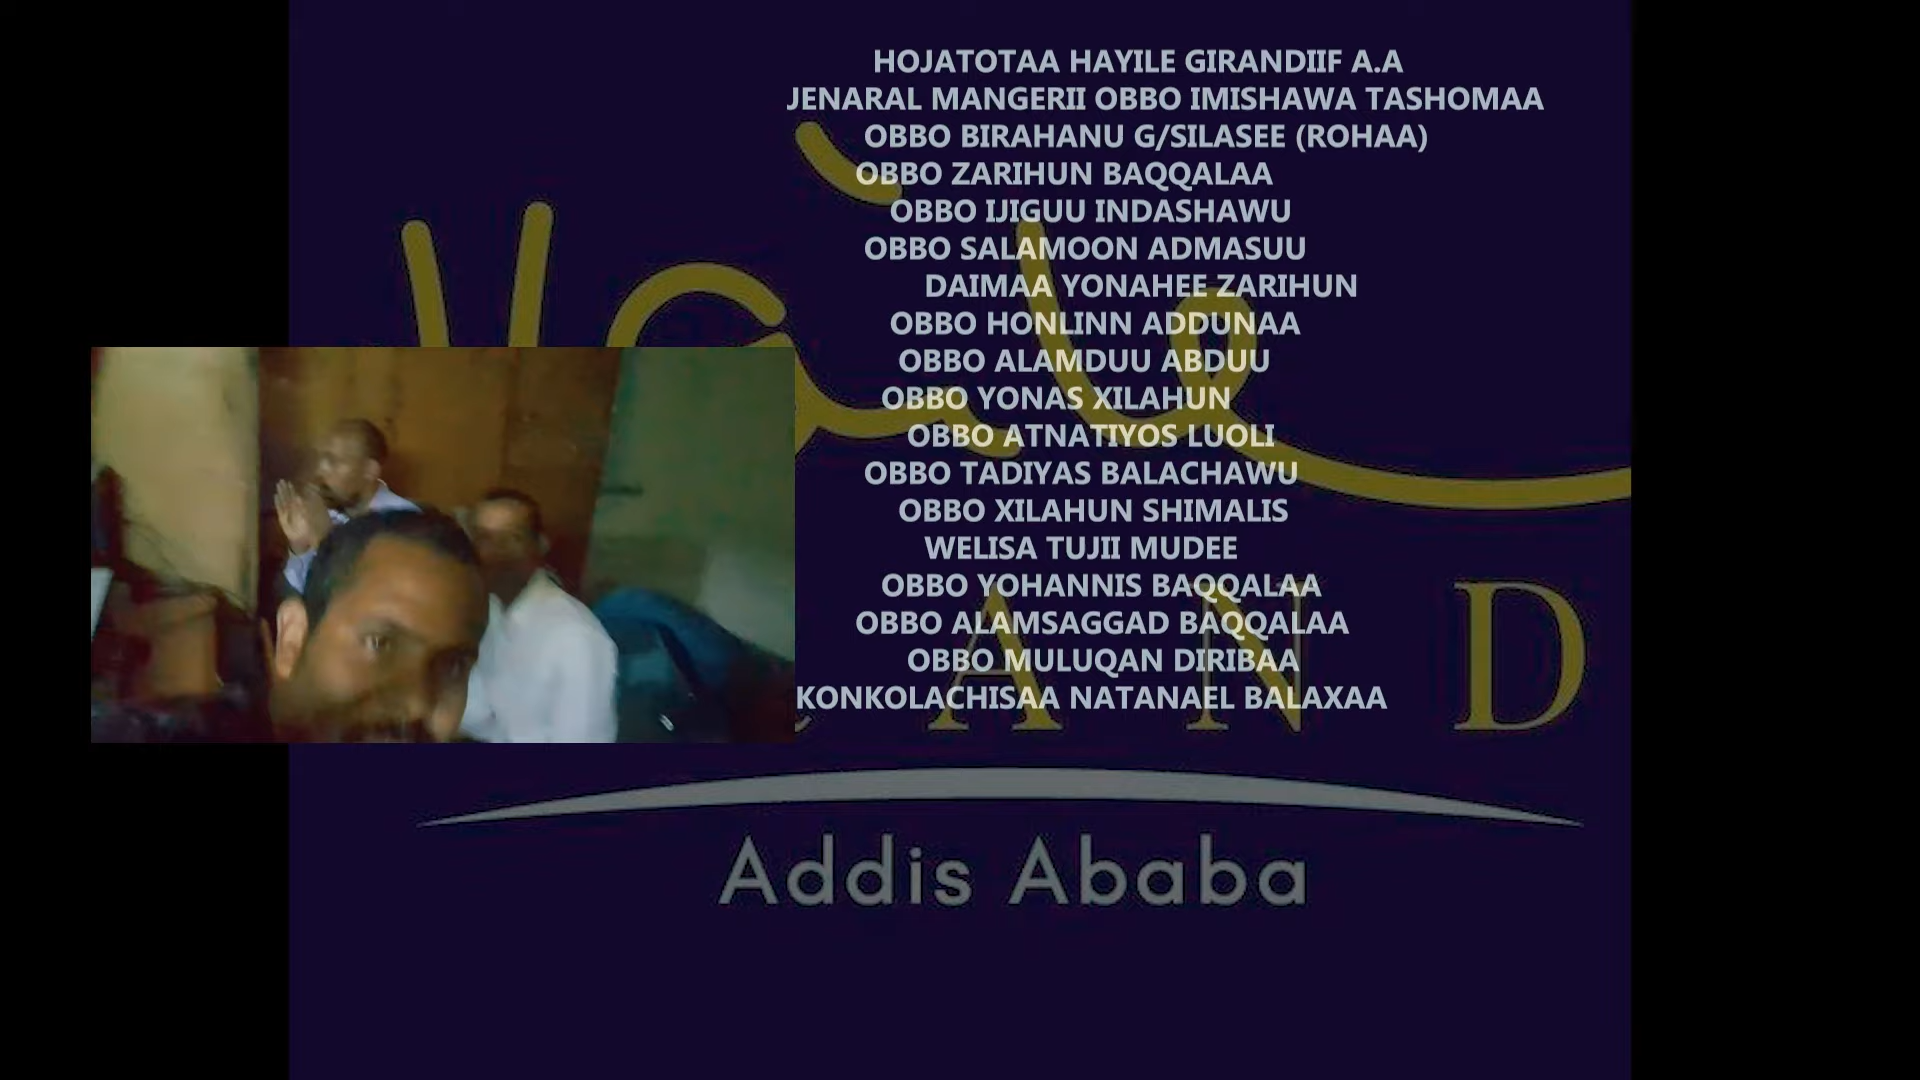 HOJATOTAA HAYILE GIRANDIIF A.A
JENARAL MANGERII OBBO IMISHAWA TASHOMAA
OBBO BIRAHANU G/SILASEE (ROHAA)
OBBO ZARIHUN BAQQALAA
OBBO IJIGUU INDASHAWU
OBBO SALAMOON ADMASUU
DAIMAA YONAHEE ZARIHUN
OBBO HONLINN ADDUNAA
OBBO ALAMDUU ABDUU
OBBO YONAS XILAHUN
OBBO ATNATIYOS LUOLI
OBBO TADIYAS BALACHAWU
OBBO XILAHUN SHIMALIS
WELISA TUJII MUDEE
OBBO YOHANNIS BAQQALAA
OBBO ALAMSAGGAD BAQQALAA
OBBO MULUQAN DIRIBAA
KONKOLACHISAA NATANAEL BALAXAA
Haile
AND
Addis Ababa